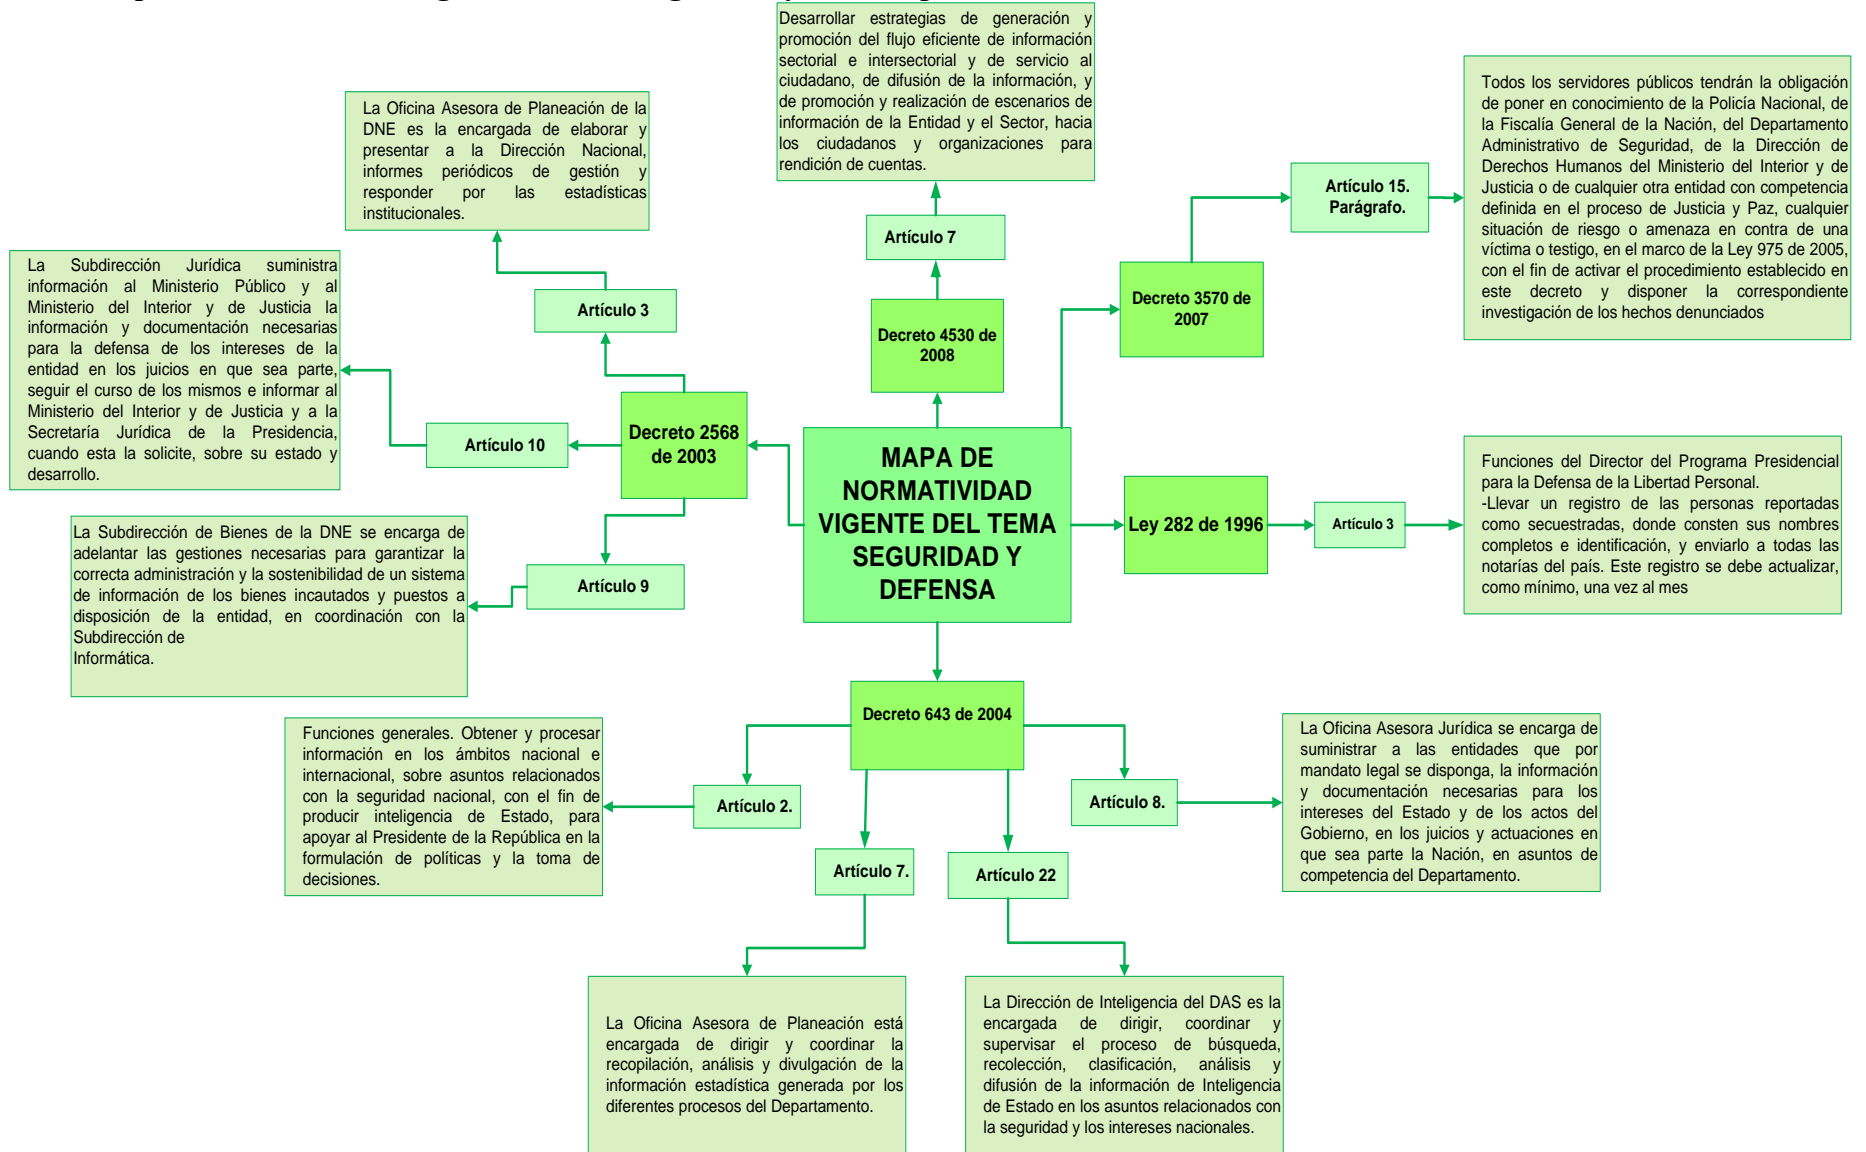 Desarrollar estrategias de generación y
promoción del flujo eficiente de información
sectorial e intersectorial y de servicio al
ciudadano, de difusión de la información, y
de promoción y realización de escenarios de
información de la Entidad y el Sector, hacia
los ciudadanos y organizaciones para
rendición de cuentas.
Artículo 7
Decreto 4530 de
2008
La Oficina Asesora de Planeación de la
DNE es la encargada de elaborar y
presentar a la Dirección Nacional,
informes periódicos de gestión y
responder por las estadísticas
institucionales.
Artículo 3
La Subdirección Jurídica suministra
información al Ministerio Público y al
Ministerio del Interior y de Justicia la
información y documentación necesarias
para la defensa de los intereses de la
entidad en los juicios en que sea parte,
seguir el curso de los mismos e informar al
Ministerio del Interior y de Justicia y a la
Secretaría Jurídica de la Presidencia,
cuando esta la solicite, sobre su estado y
desarrollo.
Artículo 10
Decreto 2568
de 2003
La Subdirección de Bienes de la DNE se encarga de
adelantar las gestiones necesarias para garantizar la
correcta administración y la sostenibilidad de un sistema
de información de los bienes incautados y puestos a
disposición de la entidad, en coordinación con la
Subdirección de
Informática.
Artículo 9
MAPA DE
NORMATIVIDAD
VIGENTE DEL TEMA
SEGURIDAD Y
DEFENSA
Decreto 3570 de
2007
Artículo 15.
Parágrafo.
Todos los servidores públicos tendrán la obligación
de poner en conocimiento de la Policía Nacional, de
la Fiscalía General de la Nación, del Departamento
Administrativo de Seguridad, de la Dirección de
Derechos Humanos del Ministerio del Interior y de
Justicia o de cualquier otra entidad con competencia
definida en el proceso de Justicia y Paz, cualquier
situación de riesgo o amenaza en contra de una
víctima o testigo, en el marco de la Ley 975 de 2005,
con el fin de activar el procedimiento establecido en
este decreto y disponer la correspondiente
investigación de los hechos denunciados
Ley 282 de 1996
Artículo 3
Funciones del Director del Programa Presidencial
para la Defensa de la Libertad Personal.
-Llevar un registro de las personas reportadas
como secuestradas, donde consten sus nombres
completos e identificación, y enviarlo a todas las
notarías del país. Este registro se debe actualizar,
como mínimo, una vez al mes
Decreto 643 de 2004
Funciones generales. Obtener y procesar
información en los ámbitos nacional e
internacional, sobre asuntos relacionados
con la seguridad nacional, con el fin de
producir inteligencia de Estado, para
apoyar al Presidente de la República en la
formulación de políticas y la toma de
decisiones.
Artículo 2.
Artículo 7.
Artículo 22
Artículo 8.
La Oficina Asesora Jurídica se encarga de
suministrar a las entidades que por
mandato legal se disponga, la información
y documentación necesarias para los
intereses del Estado y de los actos del
Gobierno, en los juicios y actuaciones en
que sea parte la Nación, en asuntos de
competencia del Departamento.
La Oficina Asesora de Planeación está
encargada de dirigir y coordinar la
recopilación, análisis y divulgación de la
información estadística generada por los
diferentes procesos del Departamento.
La Dirección de Inteligencia del DAS es la
encargada de dirigir, coordinar y
supervisar el proceso de búsqueda,
recolección, clasificación, análisis y
difusión de la información de Inteligencia
de Estado en los asuntos relacionados con
la seguridad y los intereses nacionales.